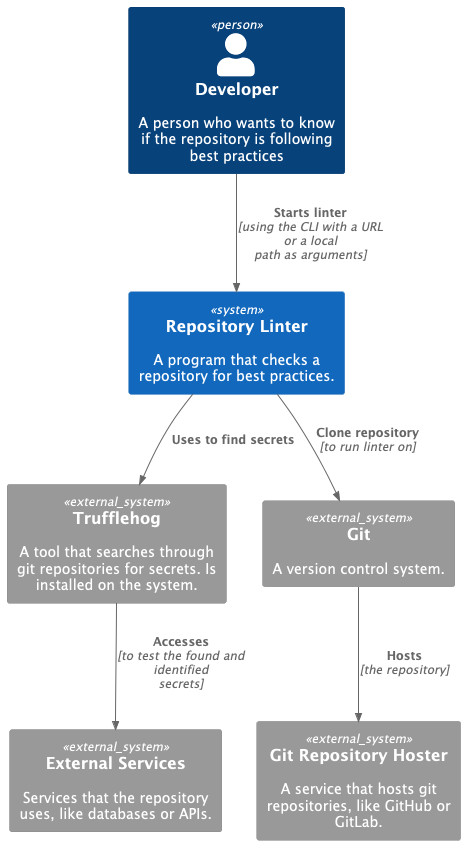 «person»
Developer
A person who wants to know
if the repository is following
best practices
Starts linter
[using the CLI with a URL
or a local
path as arguments]
«system»
Repository Linter
A program that checks a
repository for best practices.
Uses to find secrets
Clone repository
[to run linter on]
«external_system»
Trufflehog
A tool that searches through
git repositories for secrets. Is
installed on the system.
«external_system»
Git
A version control system.
Accesses
[to test the found and
identified
secrets]
Hosts
[the repository]
«external_system»
External Services
Services that the repository
uses, like databases or APIs.
«external_system»
Git Repository Hoster
A service that hosts git
repositories, like GitHub or
GitLab.